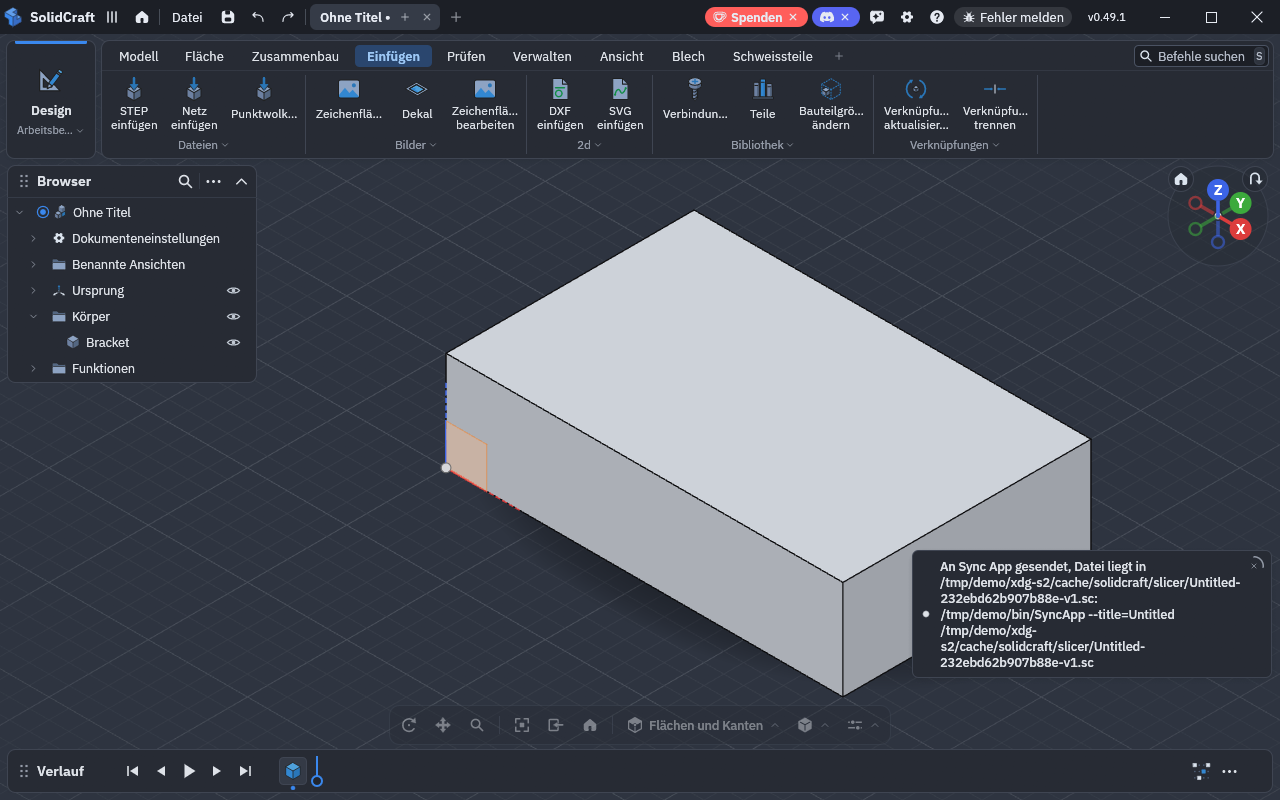 SolidCraft
Datei
Ohne Titel •
Spenden
Fehler melden
v0.49.1
Design
Arbeitsbe...
Modell
Fläche
Zusammenbau
Einfügen
Prüfen
Verwalten
Ansicht
Blech
Schweissteile
Befehle suchen
S
STEP
einfügen
Netz
einfügen
Punktwolk...
Dateien
Zeichenflä...
Dekal
Zeichenflä...
bearbeiten
Bilder
DXF
einfügen
SVG
einfügen
2d
Verbindun...
Teile
Bauteilgrö...
ändern
Bibliothek
Verknüpfu...
aktualisier...
Verknüpfu...
trennen
Verknüpfungen
Browser
Ohne Titel
Dokumenteneinstellungen
Benannte Ansichten
Ursprung
Körper
Bracket
Funktionen
Z
Y
X
An Sync App gesendet, Datei liegt in
/tmp/demo/xdg-s2/cache/solidcraft/slicer/Untitled-
232ebd62b907b88e-v1.sc:
/tmp/demo/bin/SyncApp --title=Untitled
/tmp/demo/xdg-
s2/cache/solidcraft/slicer/Untitled-
232ebd62b907b88e-v1.sc
Flächen und Kanten
Verlauf